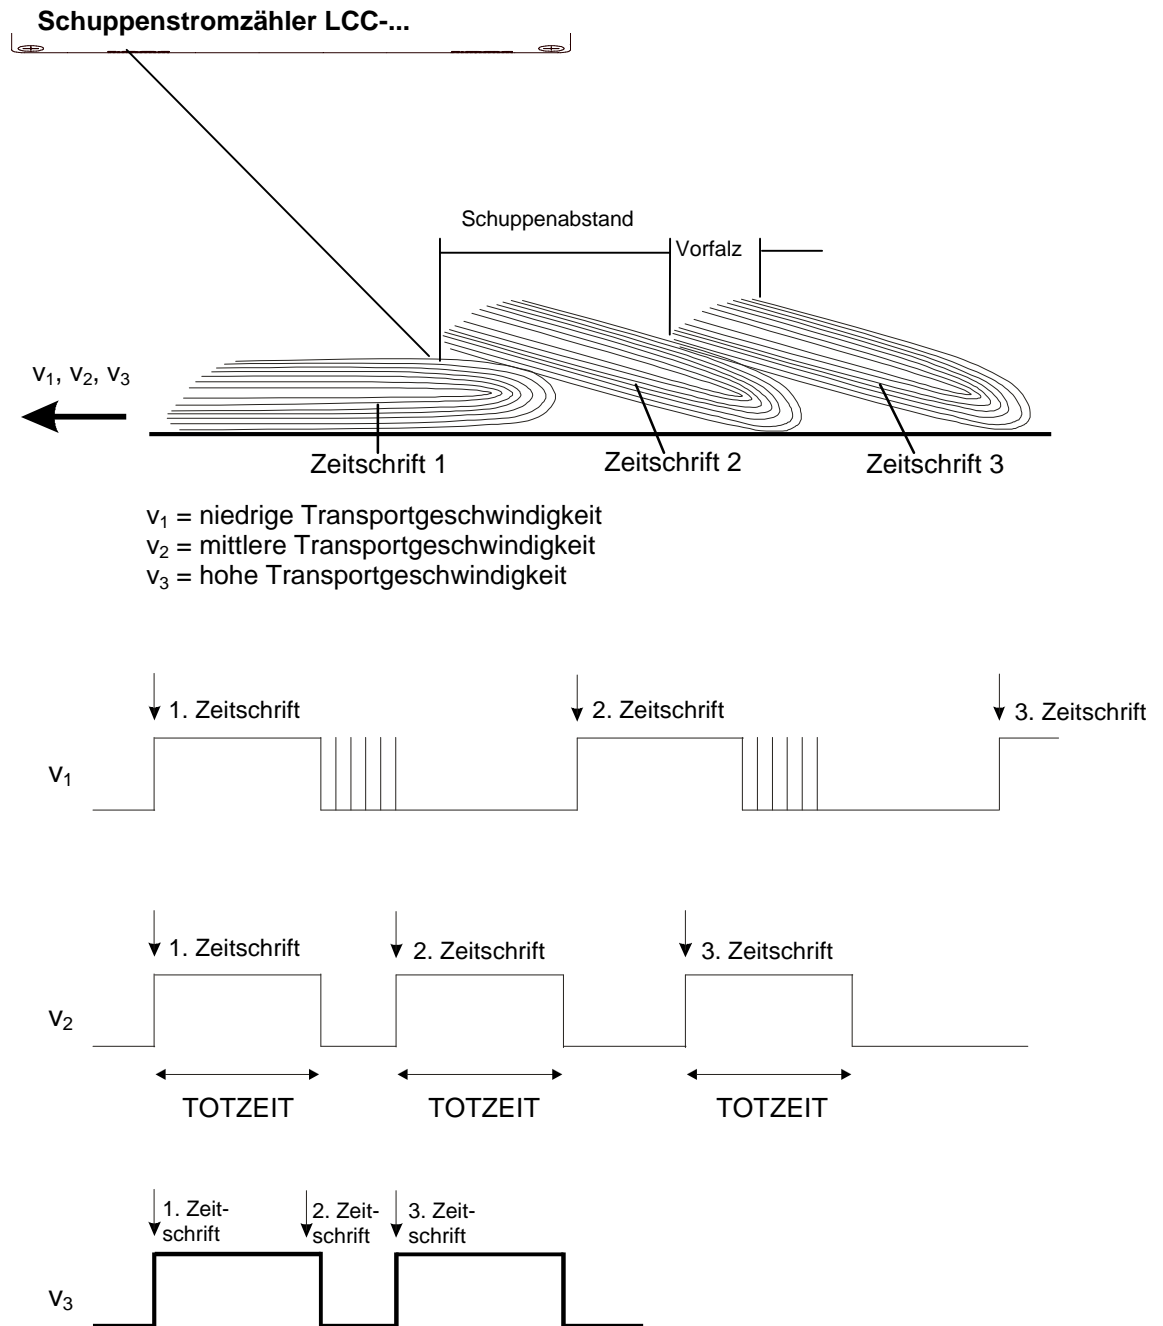 Schuppenstromzähler LCC-...
Schuppenabstand
Vorfalz
v₁, v₂, v₃
Zeitschrift 1
Zeitschrift 2
Zeitschrift 3
v₁ = niedrige Transportgeschwindigkeit
v₂ = mittlere Transportgeschwindigkeit
v₃ = hohe Transportgeschwindigkeit
1. Zeitschrift
2. Zeitschrift
3. Zeitschrift
v₁
1. Zeitschrift
2. Zeitschrift
3. Zeitschrift
v₂
TOTZEIT
TOTZEIT
TOTZEIT
1. Zeit-
schrift
2. Zeit-
schrift
3. Zeit-
schrift
v₃